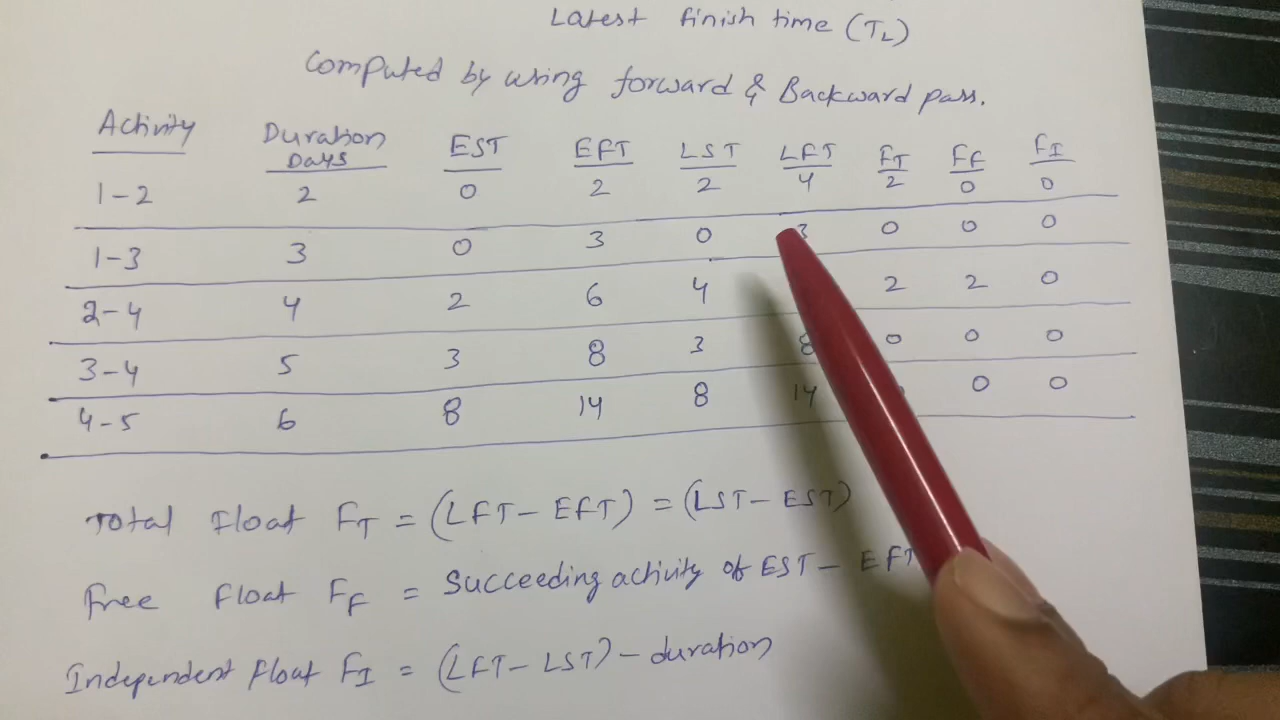 Latest finish time (TL)
Computed by using forward & Backward pass.
Activity Duration Days EST EFT LST LFT FT FF FI
1-2 2 0 2 2 4 2 0 0
1-3 3 0 3 0 3 0 0 0
2-4 4 2 6 4 2 2 0
3-4 5 3 8 3 8 0 0 0
4-5 6 8 14 8 14 0 0
Total Float FT = (LFT - EFT) = (LST - EST)
Free Float FF = Succeeding activity of EST - EFT
Independent float FI = (LFT - LST) - duration